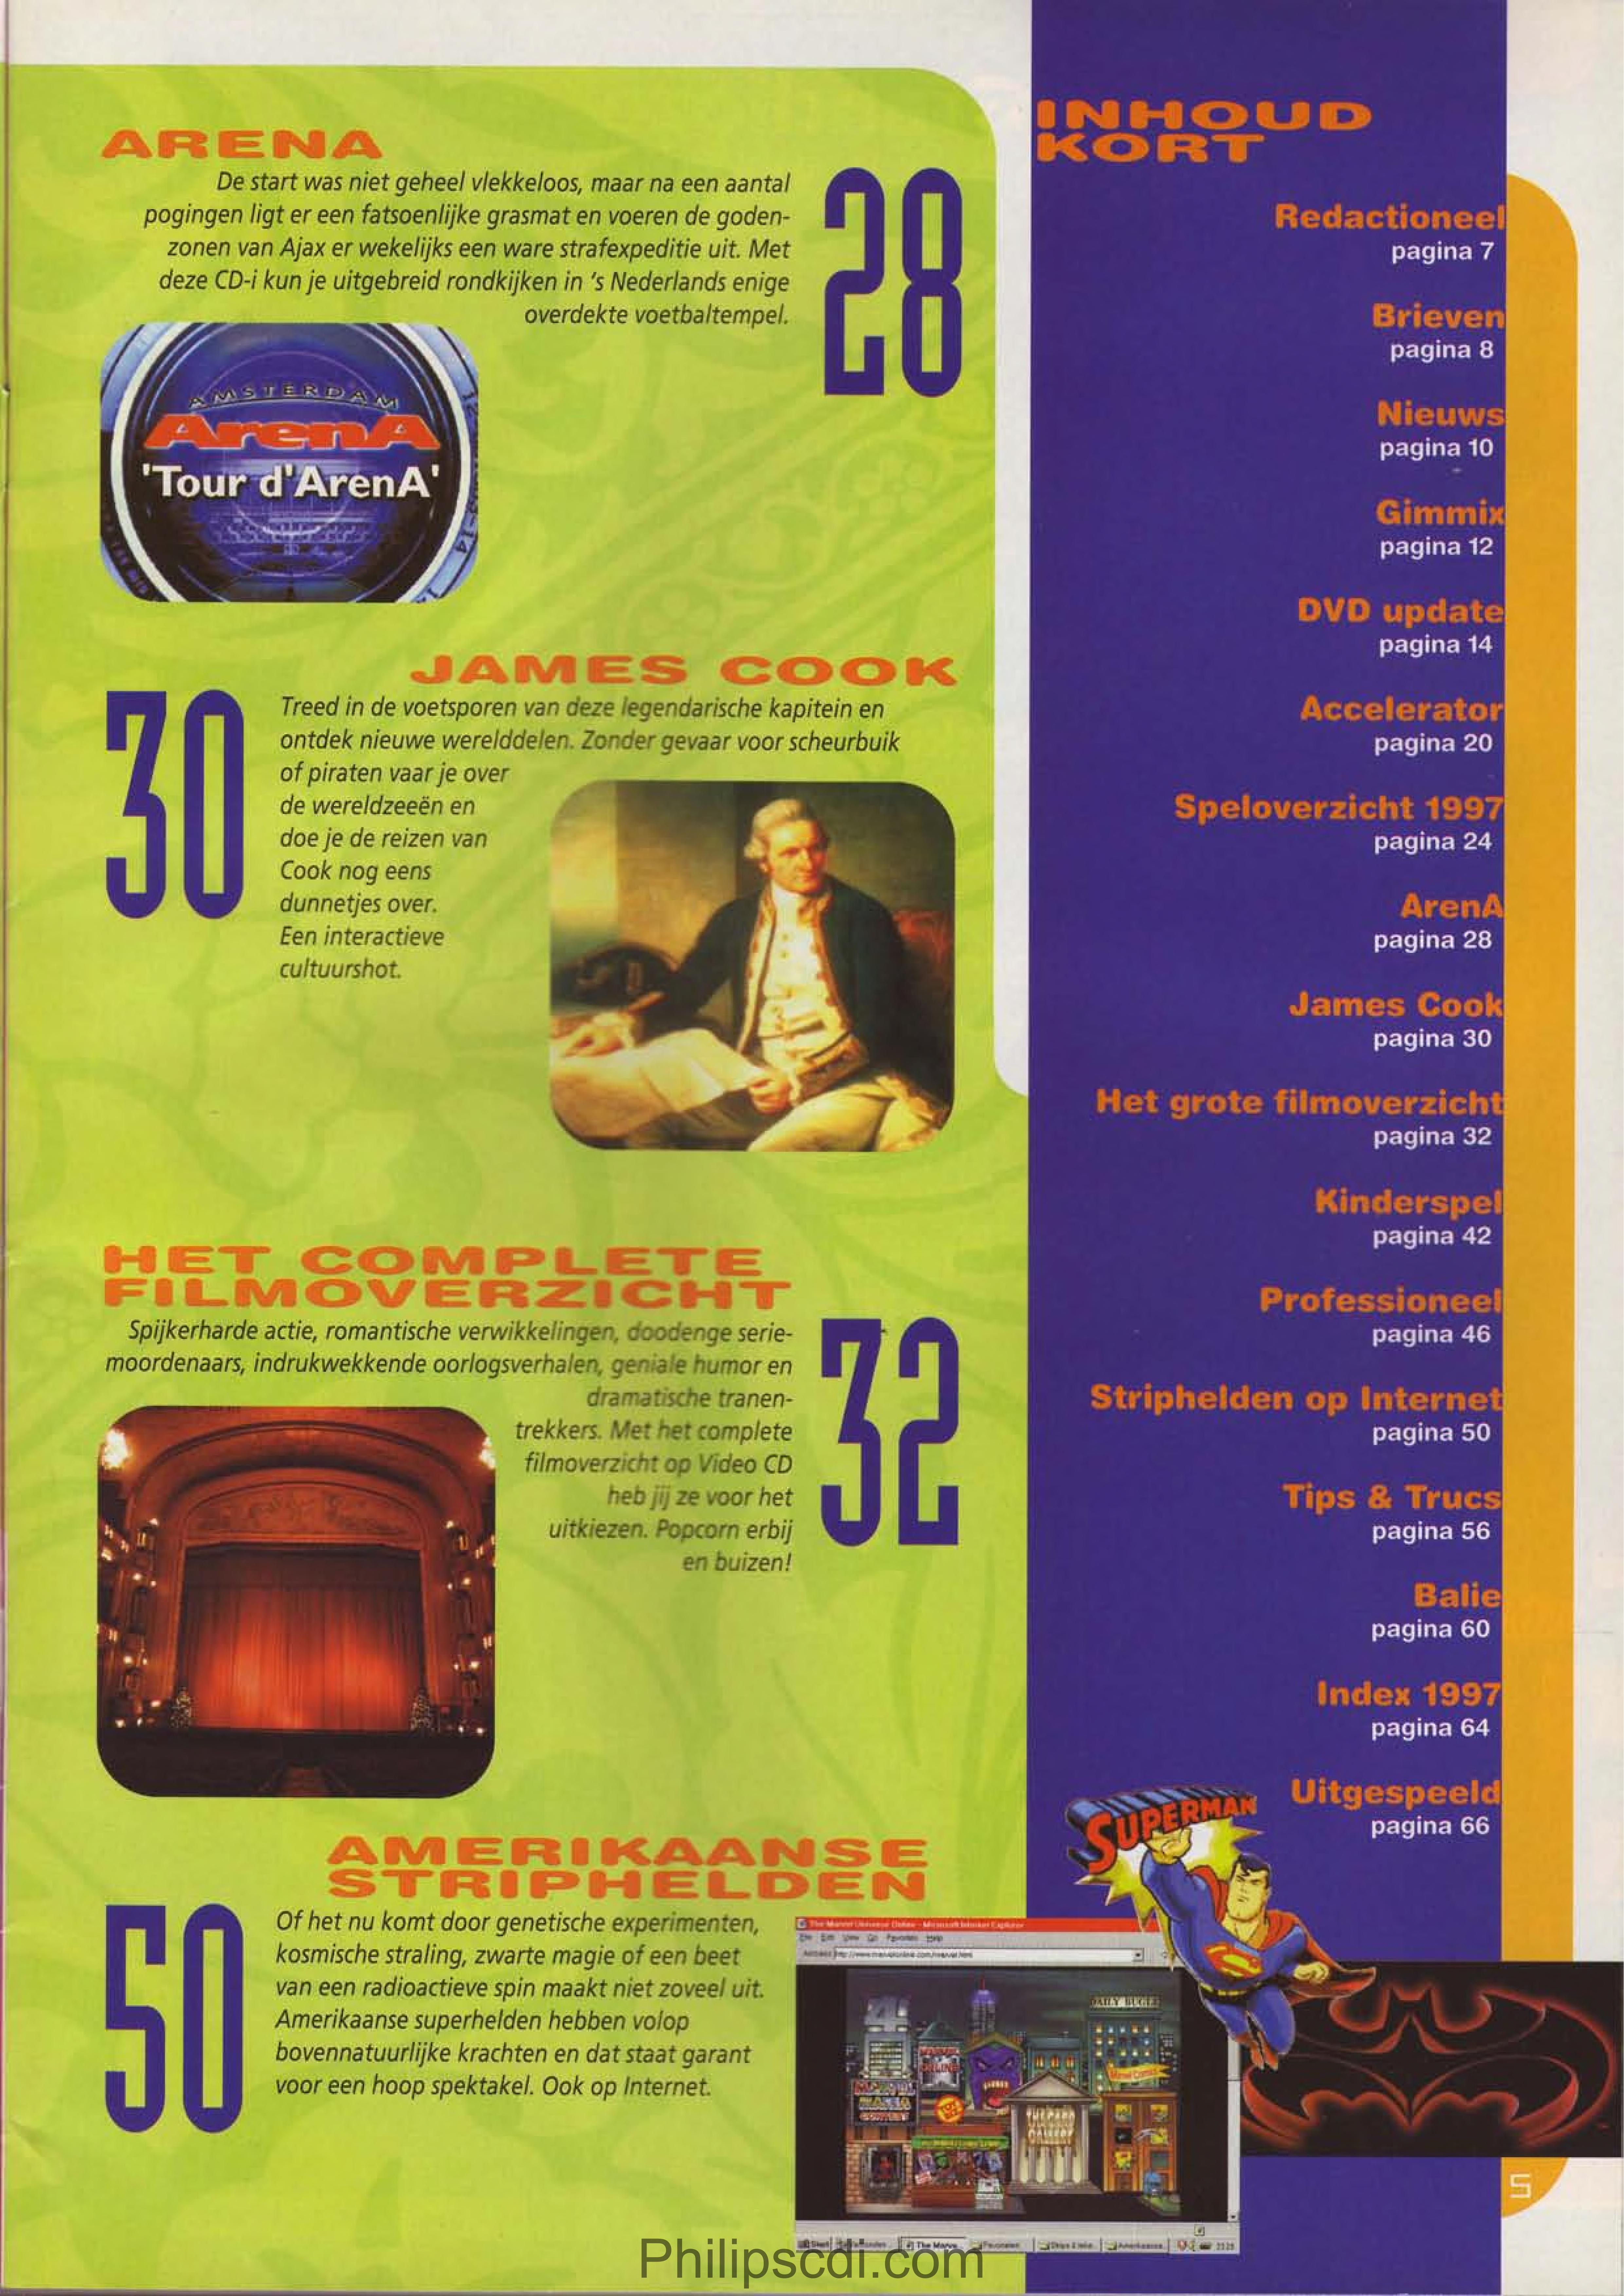 ARENA
De start was niet geheel vlekkeloos, maar na een aantal
pogingen ligt er een fatsoenlijke grasmat en voeren de goden-
zonen van Ajax er wekelijks een ware strafexpeditie uit. Met
deze CD-i kun je uitgebreid rondkijken in 's Nederlands enige
overdekte voetbaltempel.
28
AMSTERDAM
ArenA
'Tour d'ArenA'
JAMES COOK
30
Treed in de voetsporen van deze legendarische kapitein en
ontdek nieuwe werelddelen. Zonder gevaar voor scheurbuik
of piraten vaar je over
de wereldzeeën en
doe je de reizen van
Cook nog eens
dunnetjes over.
Een interactieve
cultuurshot.
HET COMPLETE
FILMOVERZICHT
Spijkerharde actie, romantische verwikkelingen, doodenge serie-
moordenaars, indrukwekkende oorlogsverhalen, geniale humor en
dramatische tranen-
trekkers. Met het complete
filmoverzicht op Video CD
heb jij ze voor het
uitkiezen. Popcorn erbij
en buizen!
32
AMERIKAANSE
STRIPHELDEN
50
Of het nu komt door genetische experimenten,
kosmische straling, zwarte magie of een beet
van een radioactieve spin maakt niet zoveel uit.
Amerikaanse superhelden hebben volop
bovennatuurlijke krachten en dat staat garant
voor een hoop spektakel. Ook op Internet.
The Marvel Universe Online - Microsoft Internet Explorer
DAILY BUGLE
INHOUD
KORT
Redactioneel
pagina 7
Brieven
pagina 8
Nieuws
pagina 10
Gimmix
pagina 12
DVD update
pagina 14
Accelerator
pagina 20
Speloverzicht 1997
pagina 24
ArenA
pagina 28
James Cook
pagina 30
Het grote filmoverzicht
pagina 32
Kinderspel
pagina 42
Professioneel
pagina 46
Striphelden op Internet
pagina 50
Tips & Trucs
pagina 56
Balie
pagina 60
Index 1997
pagina 64
Uitgespeeld
pagina 66
SUPERMAN
5
Philipscdi.com